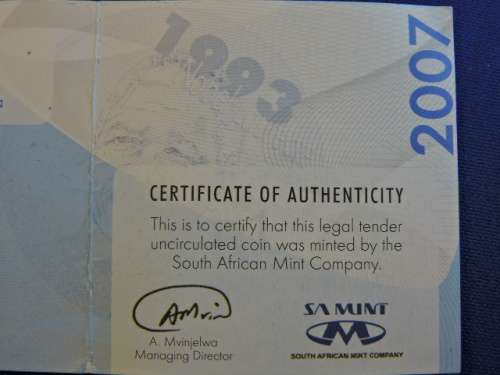 1993
2007
CERTIFICATE OF AUTHENTICITY
This is to certify that this legal tender
uncirculated coin was minted by the
South African Mint Company.
AMvin
A. Mvinjelwa
Managing Director
SA MINT
SOUTH AFRICAN MINT COMPANY